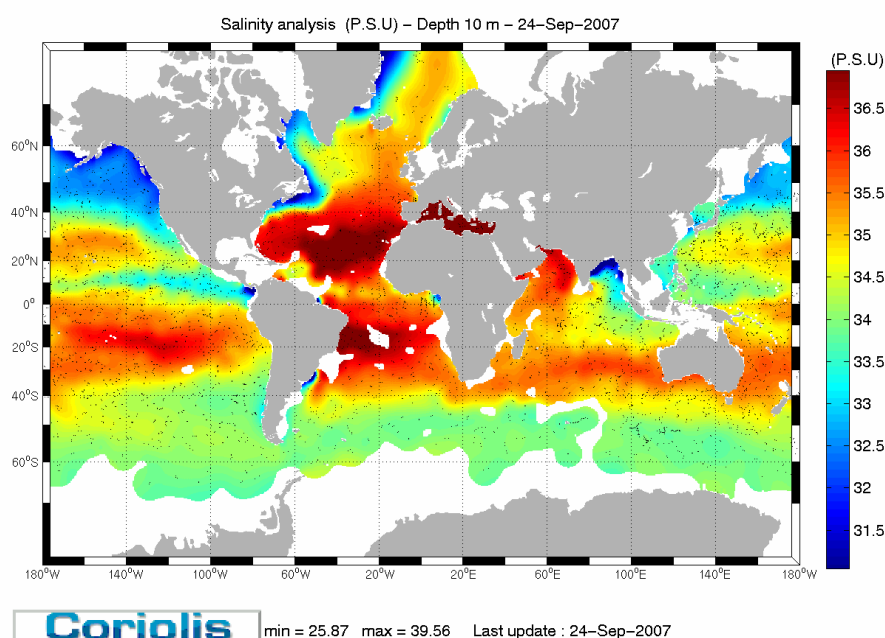 Salinity analysis (P.S.U) – Depth 10 m – 24–Sep–2007
(P.S.U)
36.5
36
35.5
35
34.5
34
33.5
33
32.5
32
31.5
60°N
40°N
20°N
0°
20°S
40°S
60°S
180°W 140°W 100°W 60°W 20°W 20°E 60°E 100°E 140°E 180°W
Coriolis
min = 25.87 max = 39.56 Last update : 24–Sep–2007